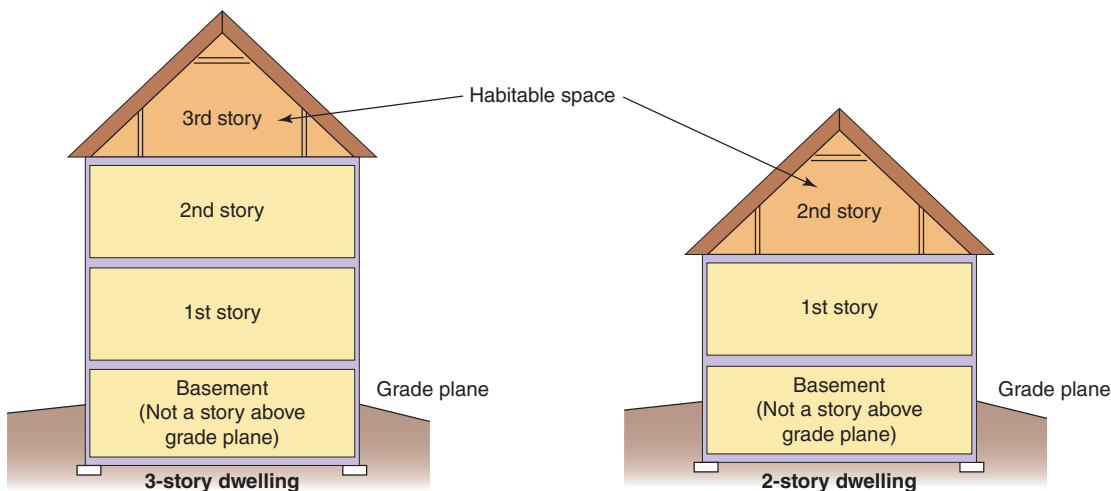 Habitable space
3rd story
2nd story
1st story
Basement
(Not a story above
grade plane)
Grade plane
3-story dwelling
2nd story
1st story
Basement
(Not a story above
grade plane)
Grade plane
2-story dwelling